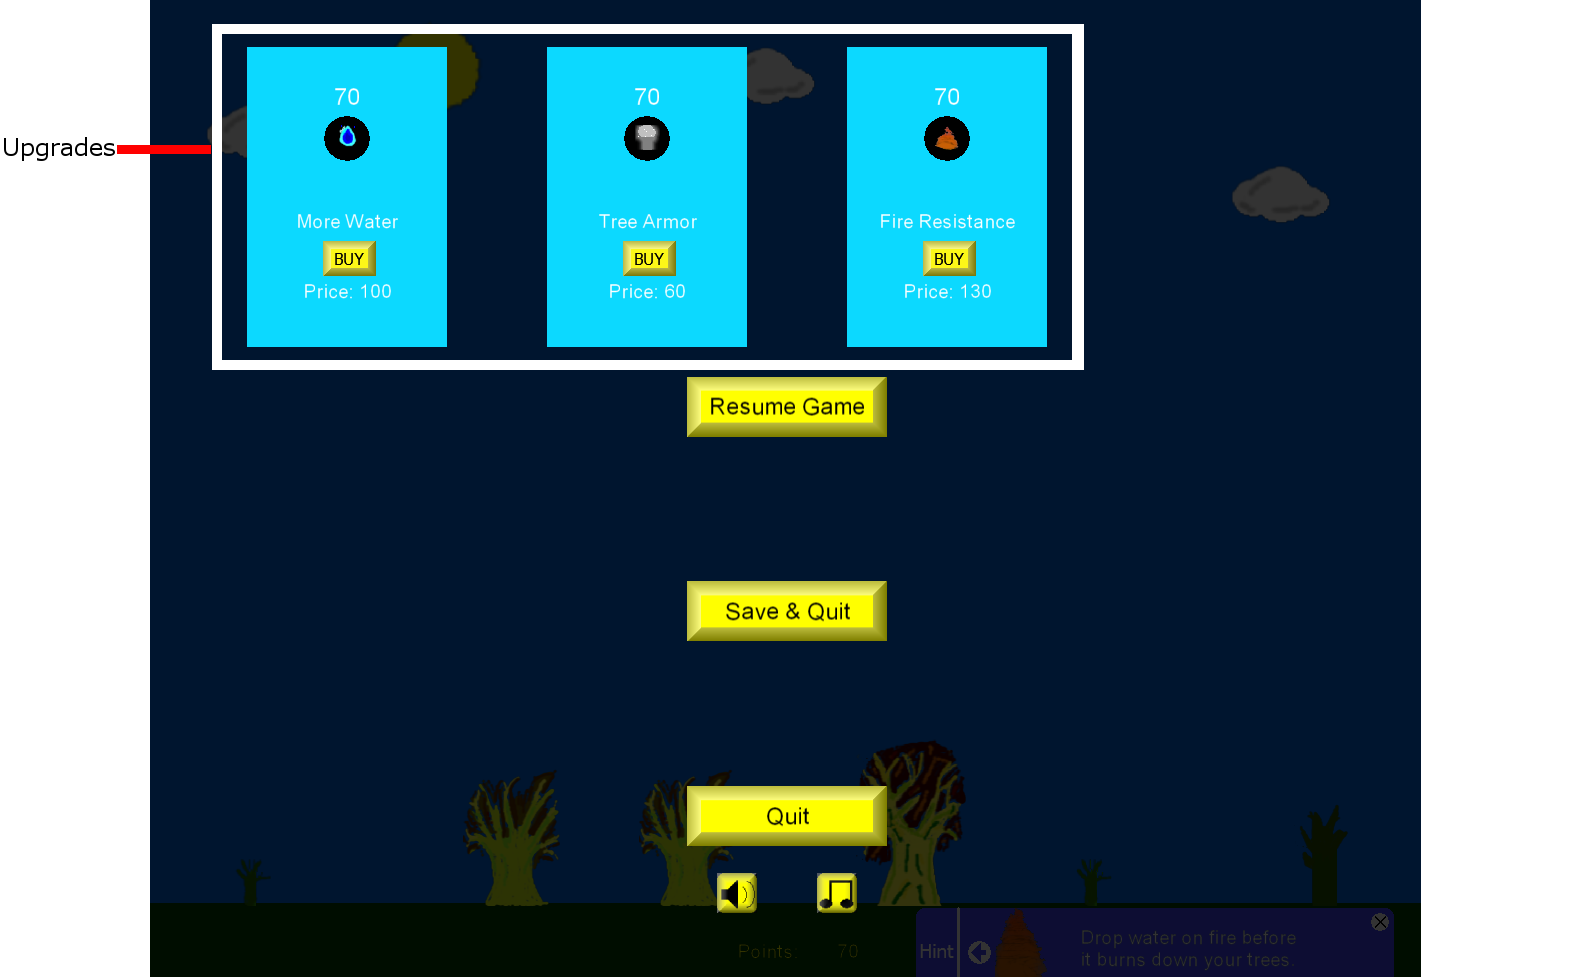 Upgrades
70
70
70
More Water
Tree Armor
Fire Resistance
BUY
BUY
BUY
Price: 100
Price: 60
Price: 130
Resume Game
Save & Quit
Quit
Points: 70
Hint
Drop water on fire before
it burns down your trees.